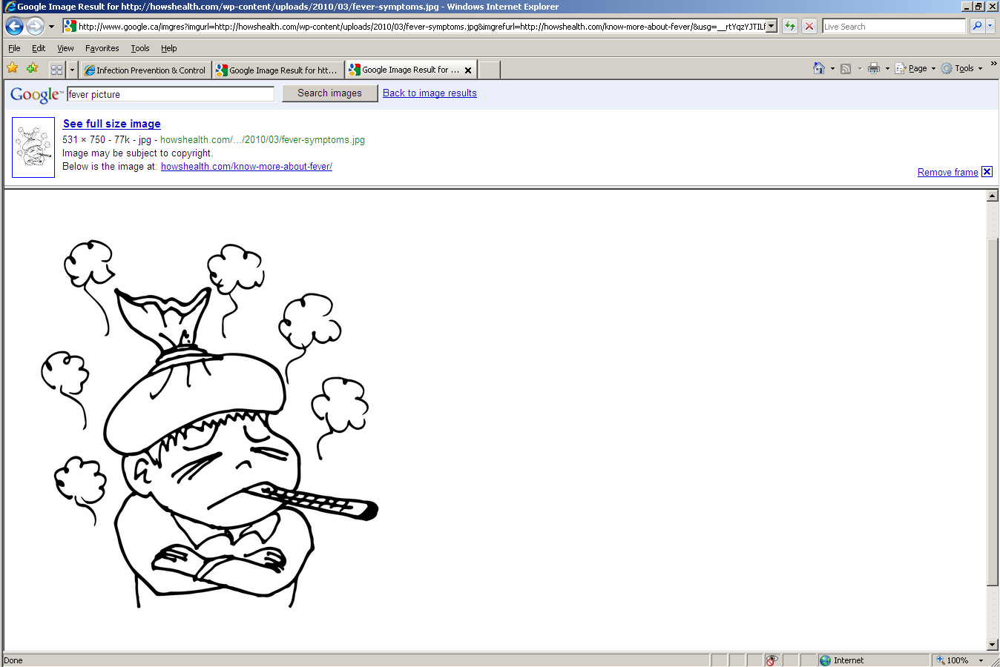 Google Image Result for http://howshealth.com/wp-content/uploads/2010/03/fever-symptoms.jpg - Windows Internet Explorer
http://www.google.ca/imgres?imgurl=http://howshealth.com/wp-content/uploads/2010/03/fever-symptoms.jpg&imgrefurl=http://howshealth.com/know-more-about-fever/&usg=__rtYqzYJTILf
Live Search
File Edit View Favorites Tools Help
Infection Prevention & Control
Google Image Result for htt...
Google Image Result for ...
Page Tools
Google™ fever picture Search images Back to image results
See full size image
531 × 750 - 77k - jpg - howshealth.com/.../2010/03/fever-symptoms.jpg
Image may be subject to copyright.
Below is the image at: howshealth.com/know-more-about-fever/
Remove frame
Done Internet 100%